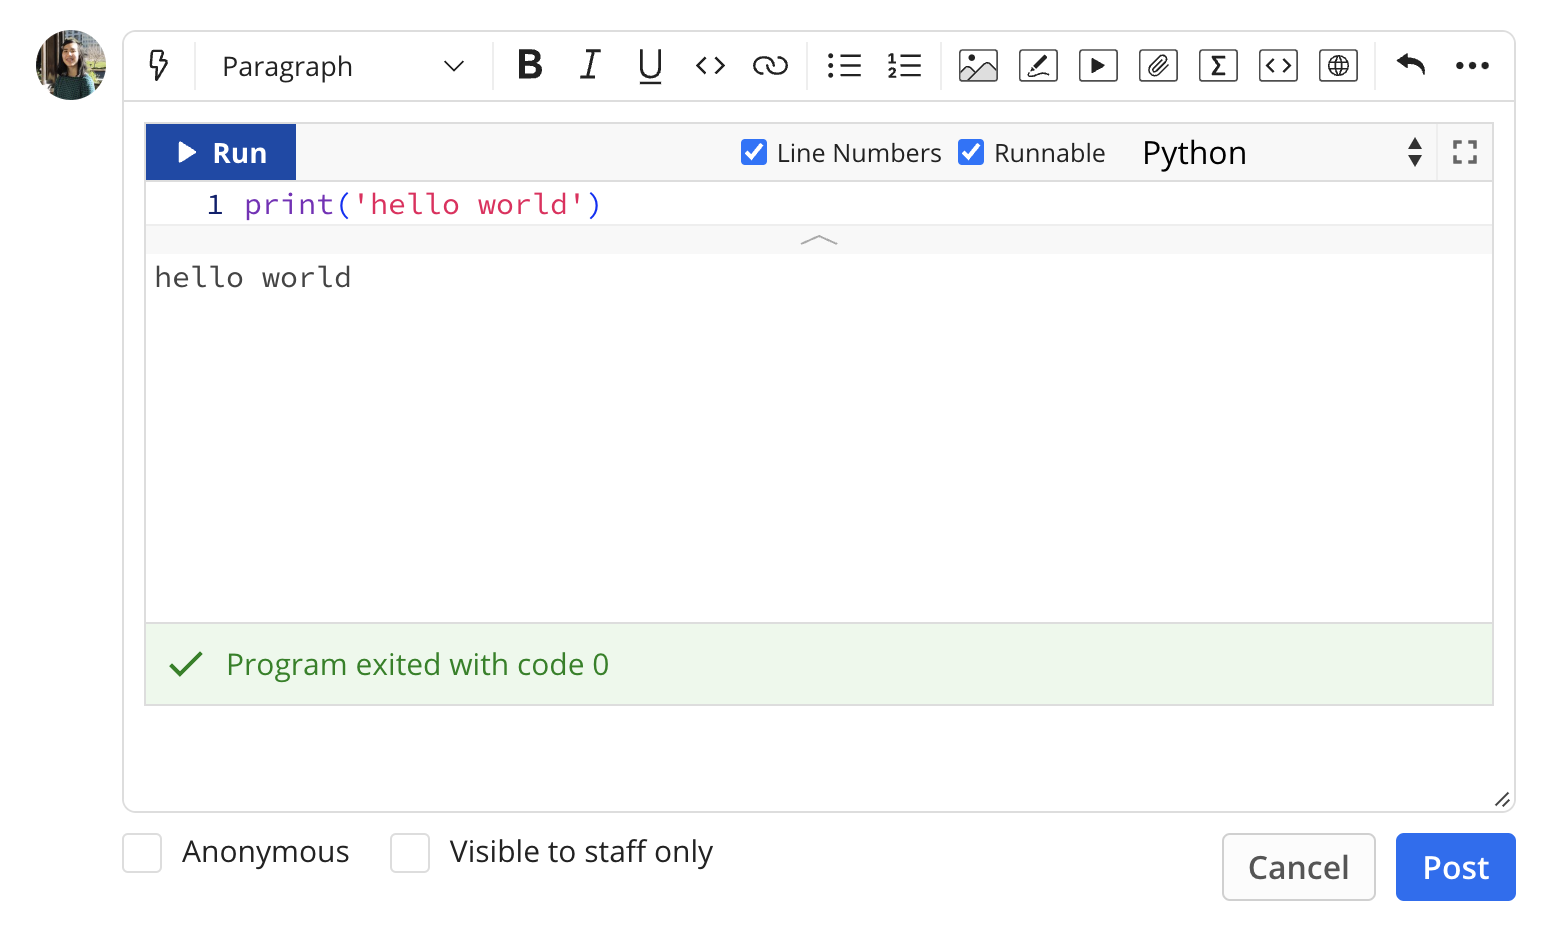 Paragraph B I U
Run Line Numbers Runnable Python
1 print('hello world')
hello world
Program exited with code 0
Anonymous Visible to staff only Cancel Post